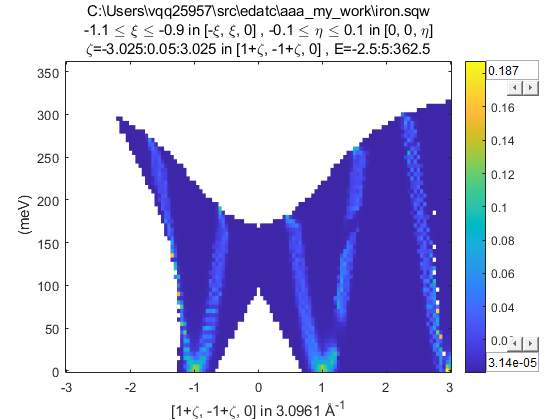 C:\Users\vqq25957\src\edatc\aaa_my_work\iron.sqw
-1.1 ≤ ξ ≤ -0.9 in [-ξ, ξ, 0] , -0.1 ≤ η ≤ 0.1 in [0, 0, η]
ζ=-3.025:0.05:3.025 in [1+ζ, -1+ζ, 0] , E=-2.5:5:362.5
350
300
250
200
150
100
50
0
(meV)
-3 -2 -1 0 1 2 3
[1+ζ, -1+ζ, 0] in 3.0961 Å-1
0.187
0.16
0.14
0.12
0.1
0.08
0.06
0.04
3.14e-05